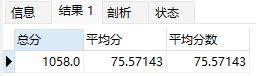 信息 结果 1 剖析 状态
总分 平均分 平均分数
1058.0 75.57143 75.57143